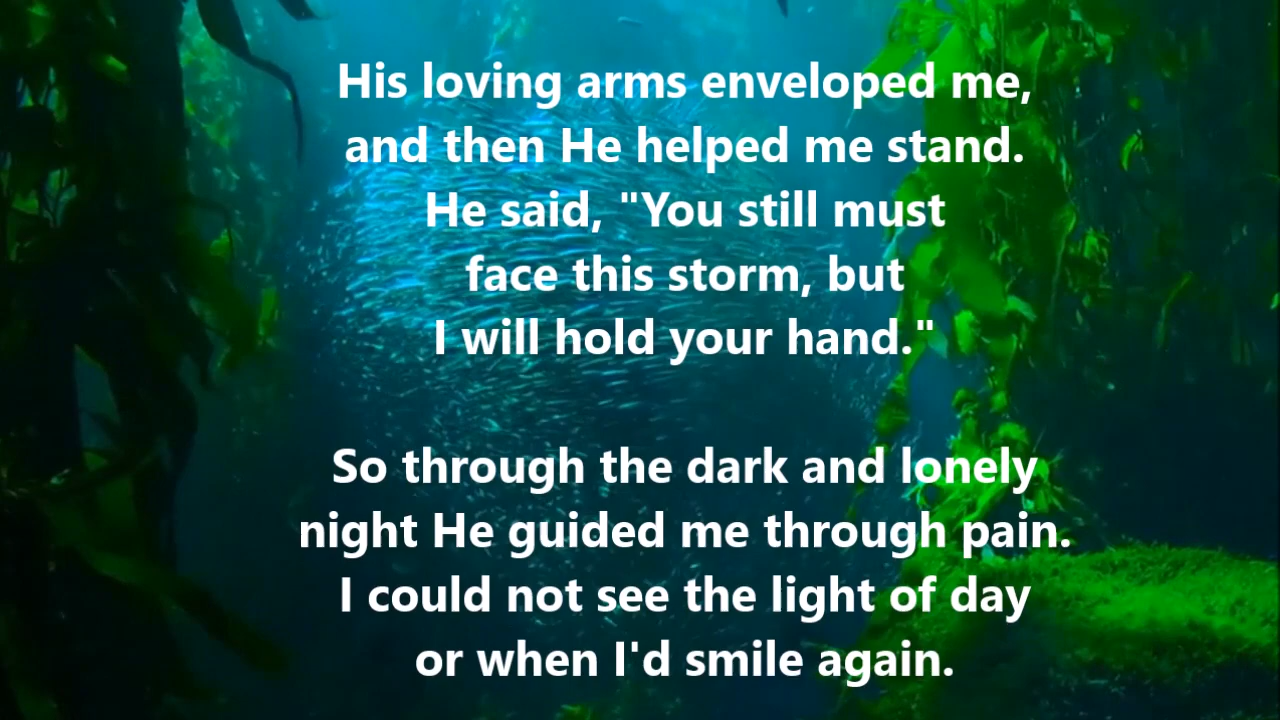 His loving arms enveloped me,
and then He helped me stand.
He said, "You still must
face this storm, but
I will hold your hand."
So through the dark and lonely
night He guided me through pain.
I could not see the light of day
or when I'd smile again.